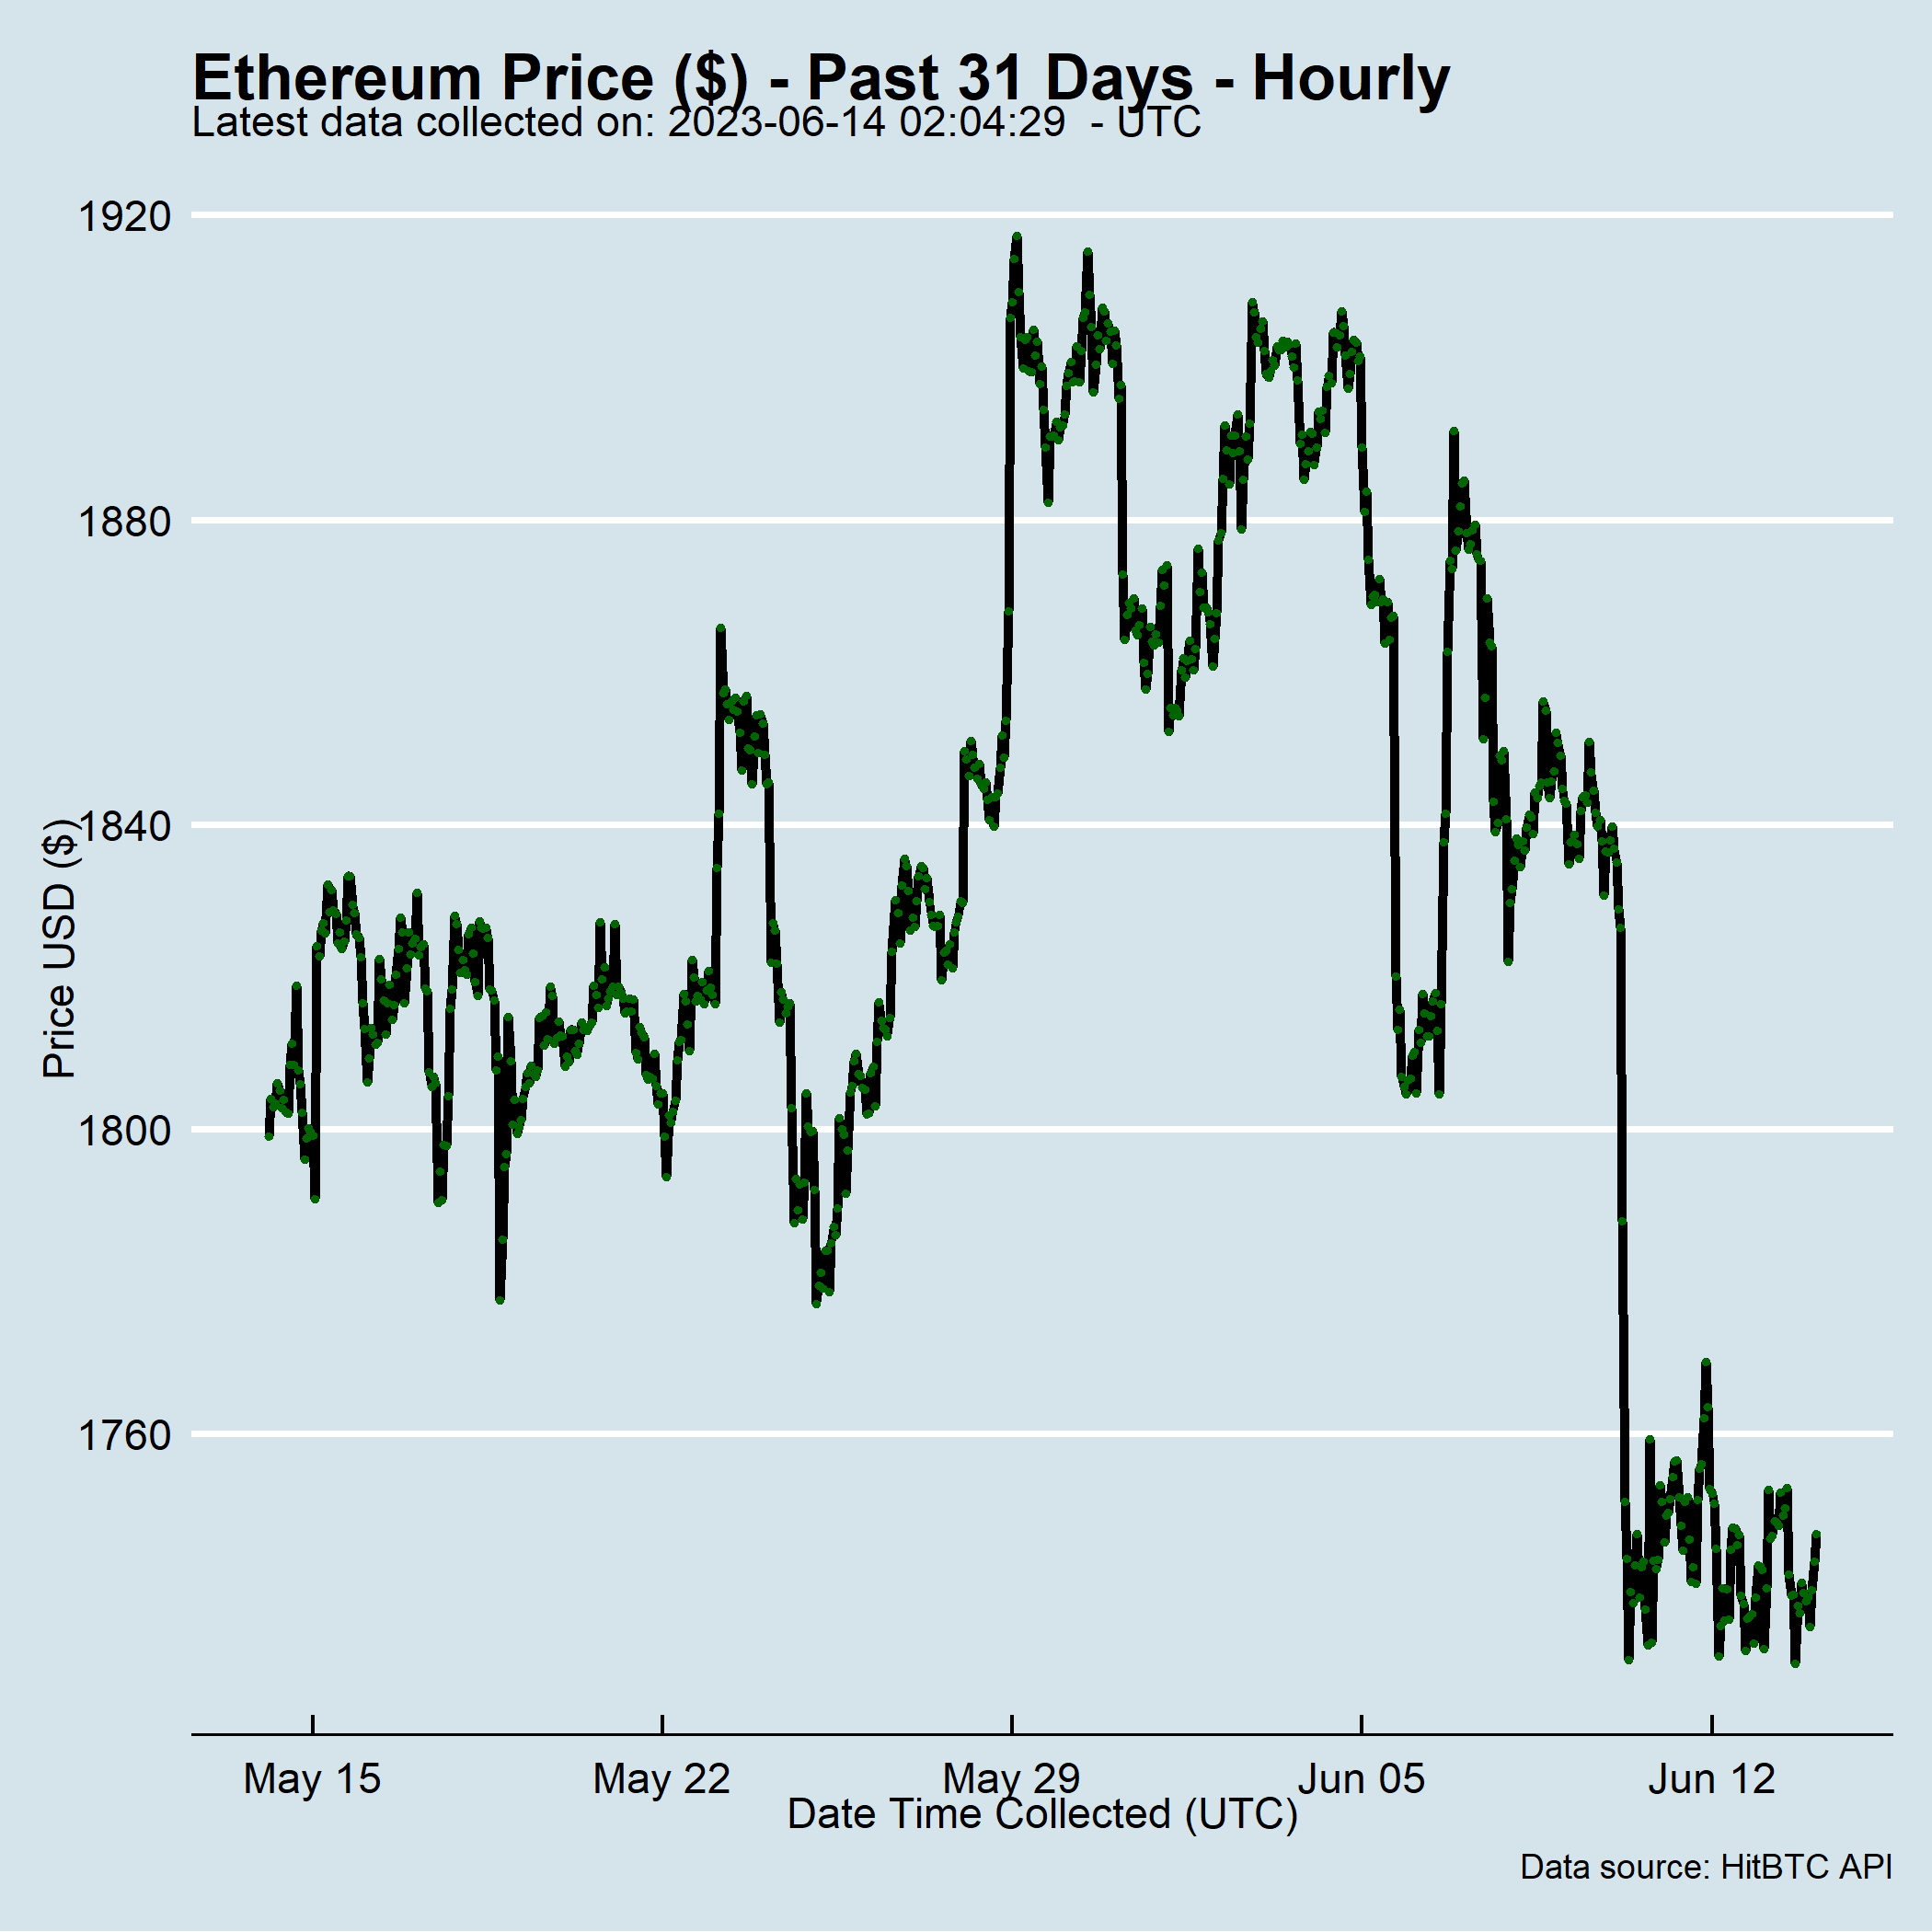 Ethereum Price ($) - Past 31 Days - Hourly
Latest data collected on: 2023-06-14 02:04:29  - UTC
1920
1880
1840
1800
1760
Price USD ($)
May 15
May 22
May 29
Jun 05
Jun 12
Date Time Collected (UTC)
Data source: HitBTC API